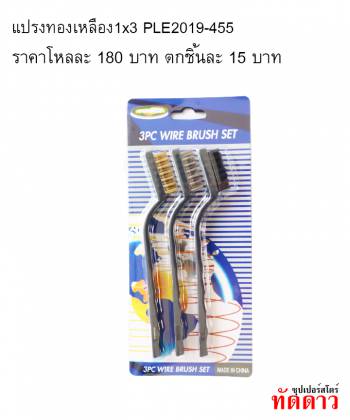 แปรงทองเหลือง1x3 PLE2019-455
ราคาโหลละ 180 บาท ตกชิ้นละ 15 บาท
3PC WIRE BRUSH SET
3PC WIRE BRUSH SET
MADE IN CHINA
ซุปเปอร์สโตร์
ทัดดาว